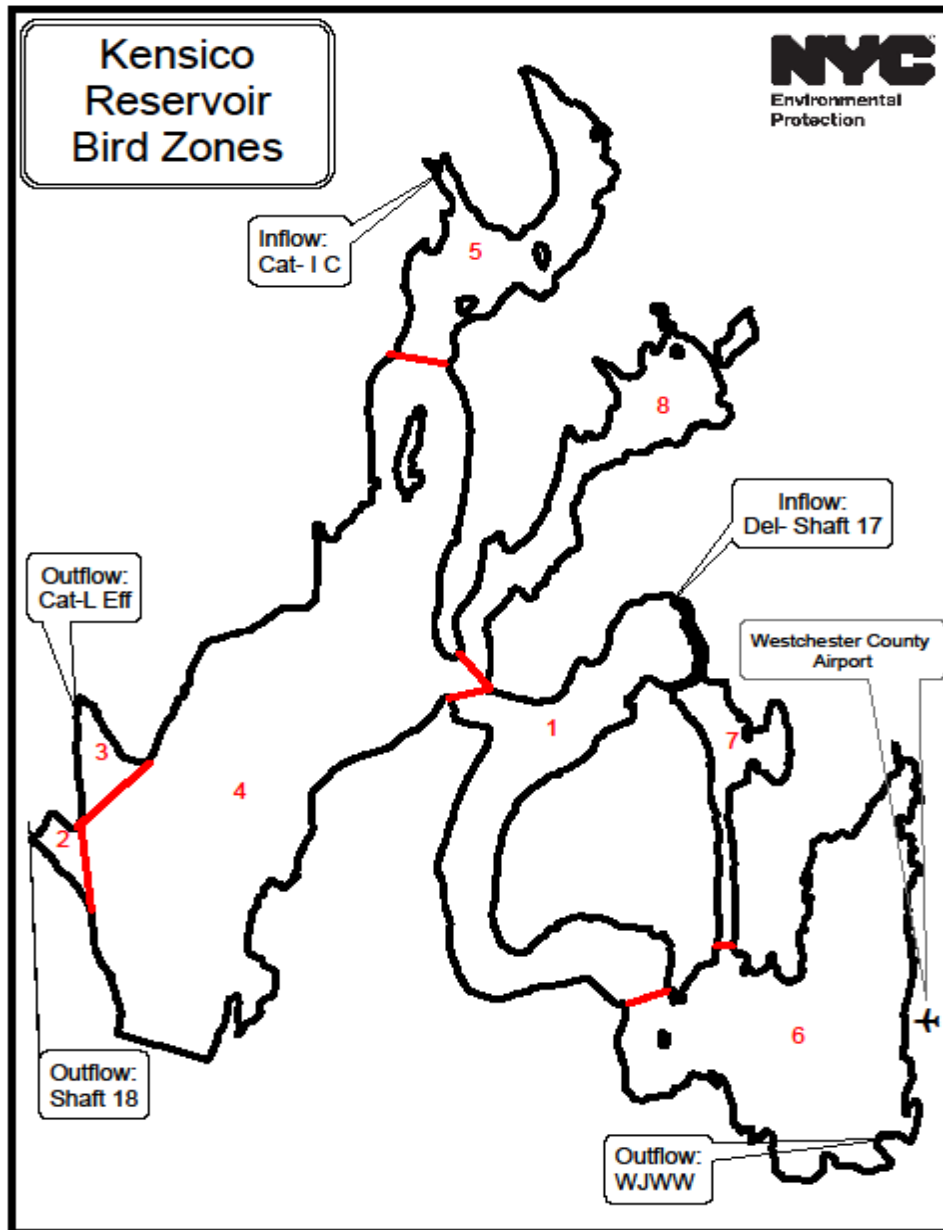 Kensico
Reservoir
Bird Zones
NYC
Environmental
Protection
Inflow:
Cat- I C
5
8
Inflow:
Del- Shaft 17
Outflow:
Cat-L Eff
Westchester County
Airport
1
7
3
4
2
6
Outflow:
Shaft 18
Outflow:
WJWW